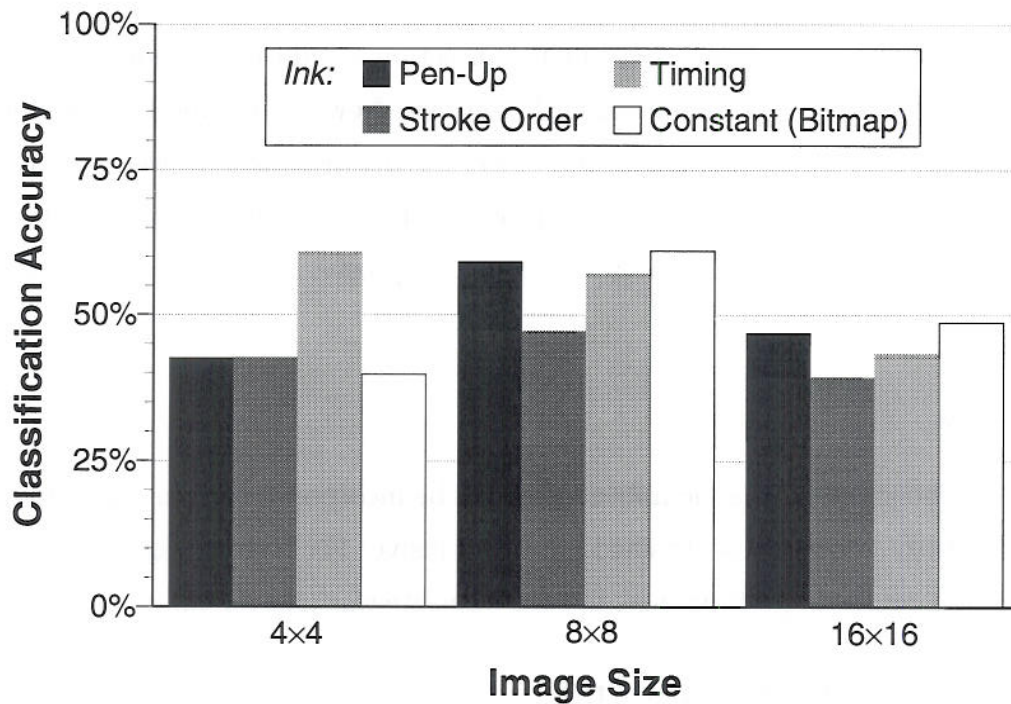 100%
Ink: Pen-Up Timing
Stroke Order Constant (Bitmap)
75%
50%
25%
0%
Classification Accuracy
4×4 8×8 16×16
Image Size